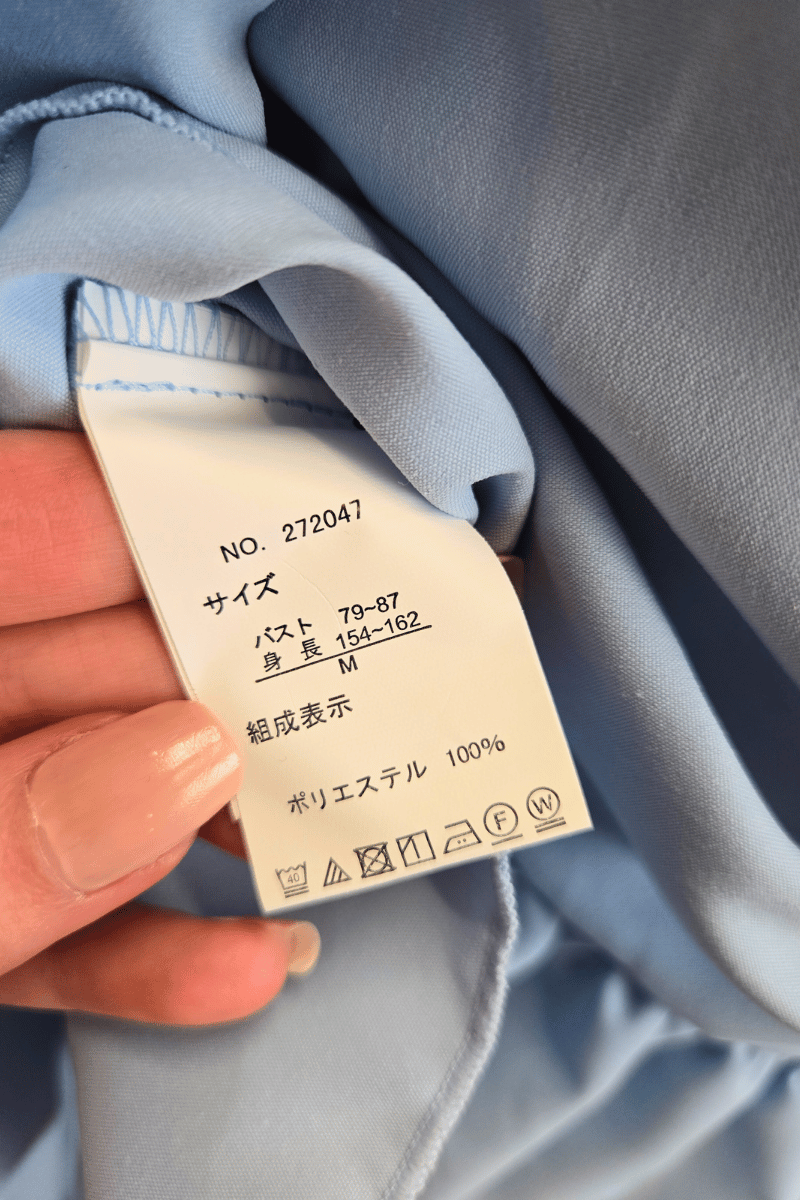 NO. 272047
サイズ
バスト 79~87
身 長 154~162
M
組成表示
ポリエステル 100%
40 F W